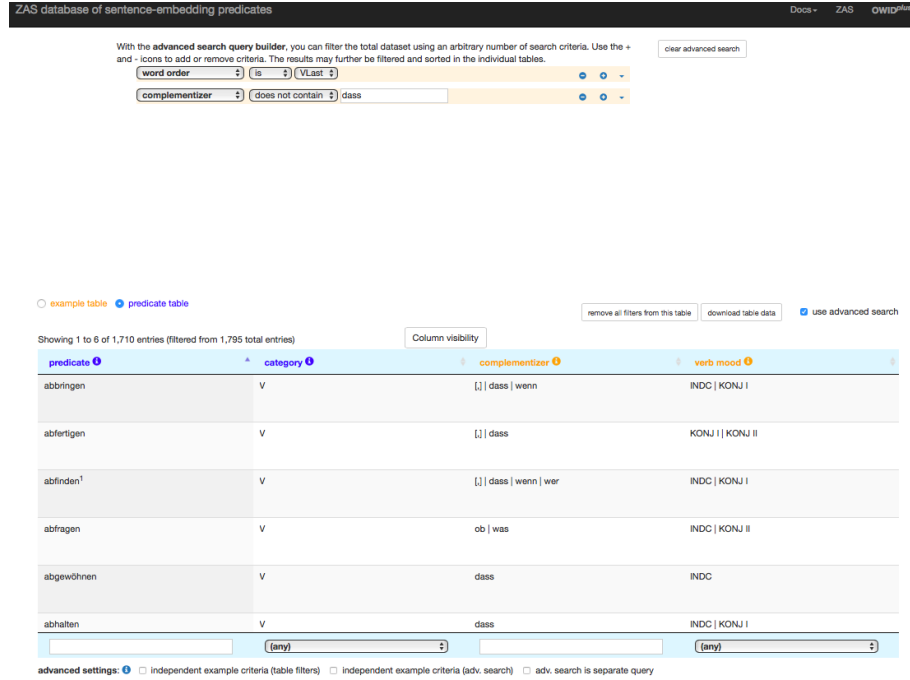 ZAS database of sentence-embedding predicates Docs ZAS OWIDplus
With the advanced search query builder, you can filter the total dataset using an arbitrary number of search criteria. Use the + clear advanced search
and - icons to add or remove criteria. The results may further be filtered and sorted in the individual tables.
word order is VLast
complementizer does not contain dass
example table predicate table
remove all filters from this table download table data use advanced search
Showing 1 to 6 of 1,710 entries (filtered from 1,795 total entries) Column visibility
predicate category complementizer verb mood
abbringen V [,] | dass | wenn INDC | KONJ I
abfertigen V [,] | dass KONJ I | KONJ II
abfinden1 V [,] | dass | wenn | wer INDC | KONJ I
abfragen V ob | was INDC | KONJ II
abgewöhnen V dass INDC
abhalten V dass INDC | KONJ I
(any) (any)
advanced settings: independent example criteria (table filters) independent example criteria (adv. search) adv. search is separate query